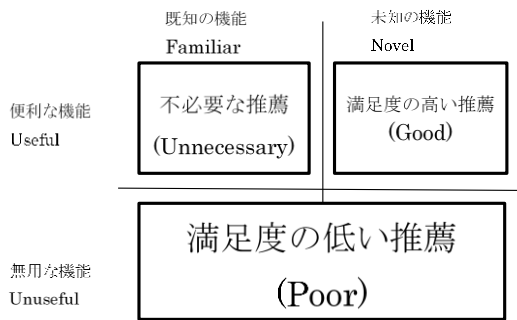 既知の機能
Familiar
未知の機能
Novel
便利な機能
Useful
不必要な推薦
(Unnecessary)
満足度の高い推薦
(Good)
無用な機能
Unuseful
満足度の低い推薦
(Poor)